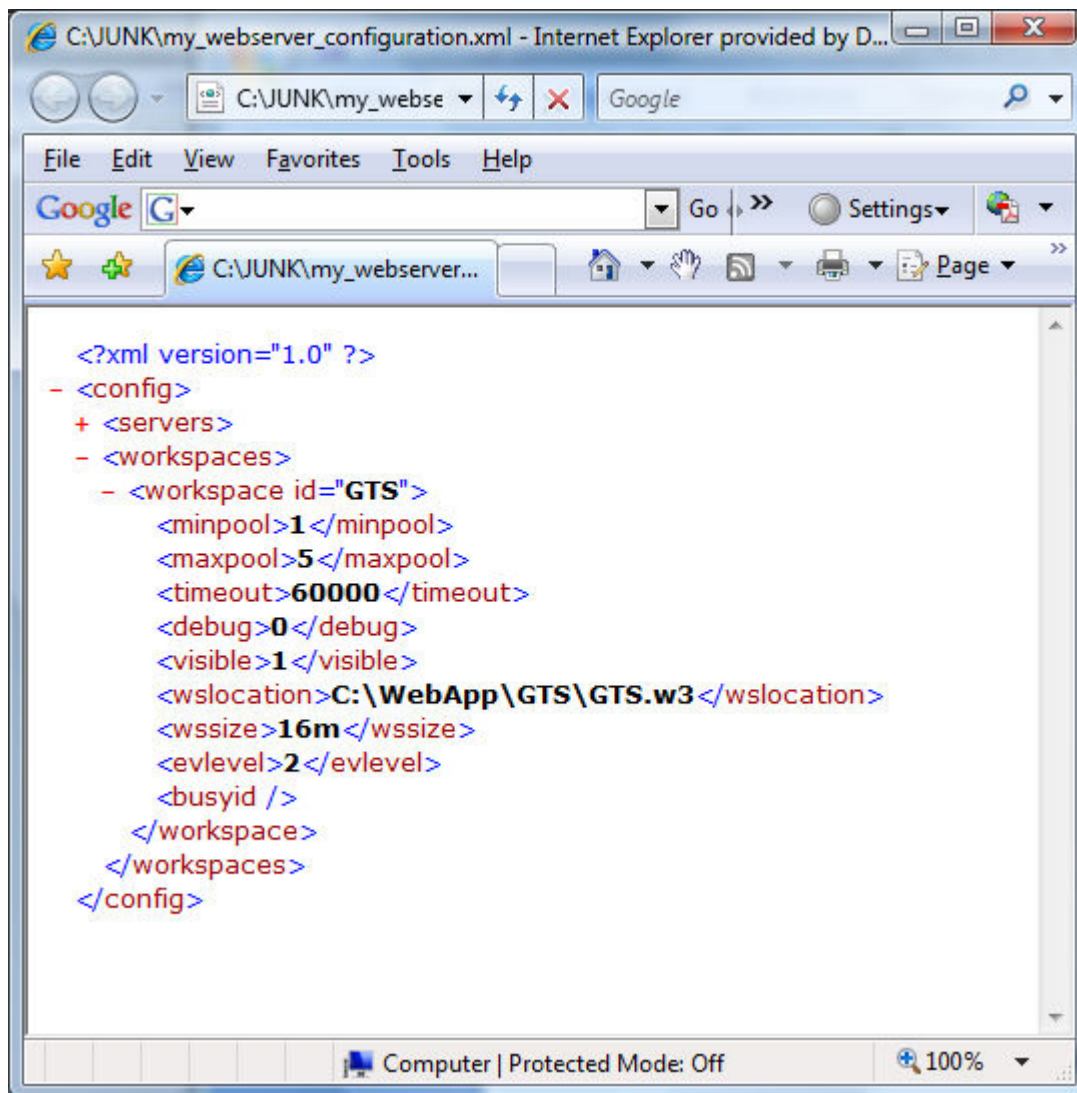 C:\JUNK\my_webserver_configuration.xml - Internet Explorer provided by D...
C:\JUNK\my_webse
Google
File Edit View Favorites Tools Help
Google G Go » Settings
C:\JUNK\my_webserver... Page »
<?xml version="1.0" ?>
- <config>
+ <servers>
- <workspaces>
- <workspace id="GTS">
<minpool>1</minpool>
<maxpool>5</maxpool>
<timeout>60000</timeout>
<debug>0</debug>
<visible>1</visible>
<wslocation>C:\WebApp\GTS\GTS.w3</wslocation>
<wssize>16m</wssize>
<evlevel>2</evlevel>
<busyid />
</workspace>
</workspaces>
</config>
Computer | Protected Mode: Off 100%